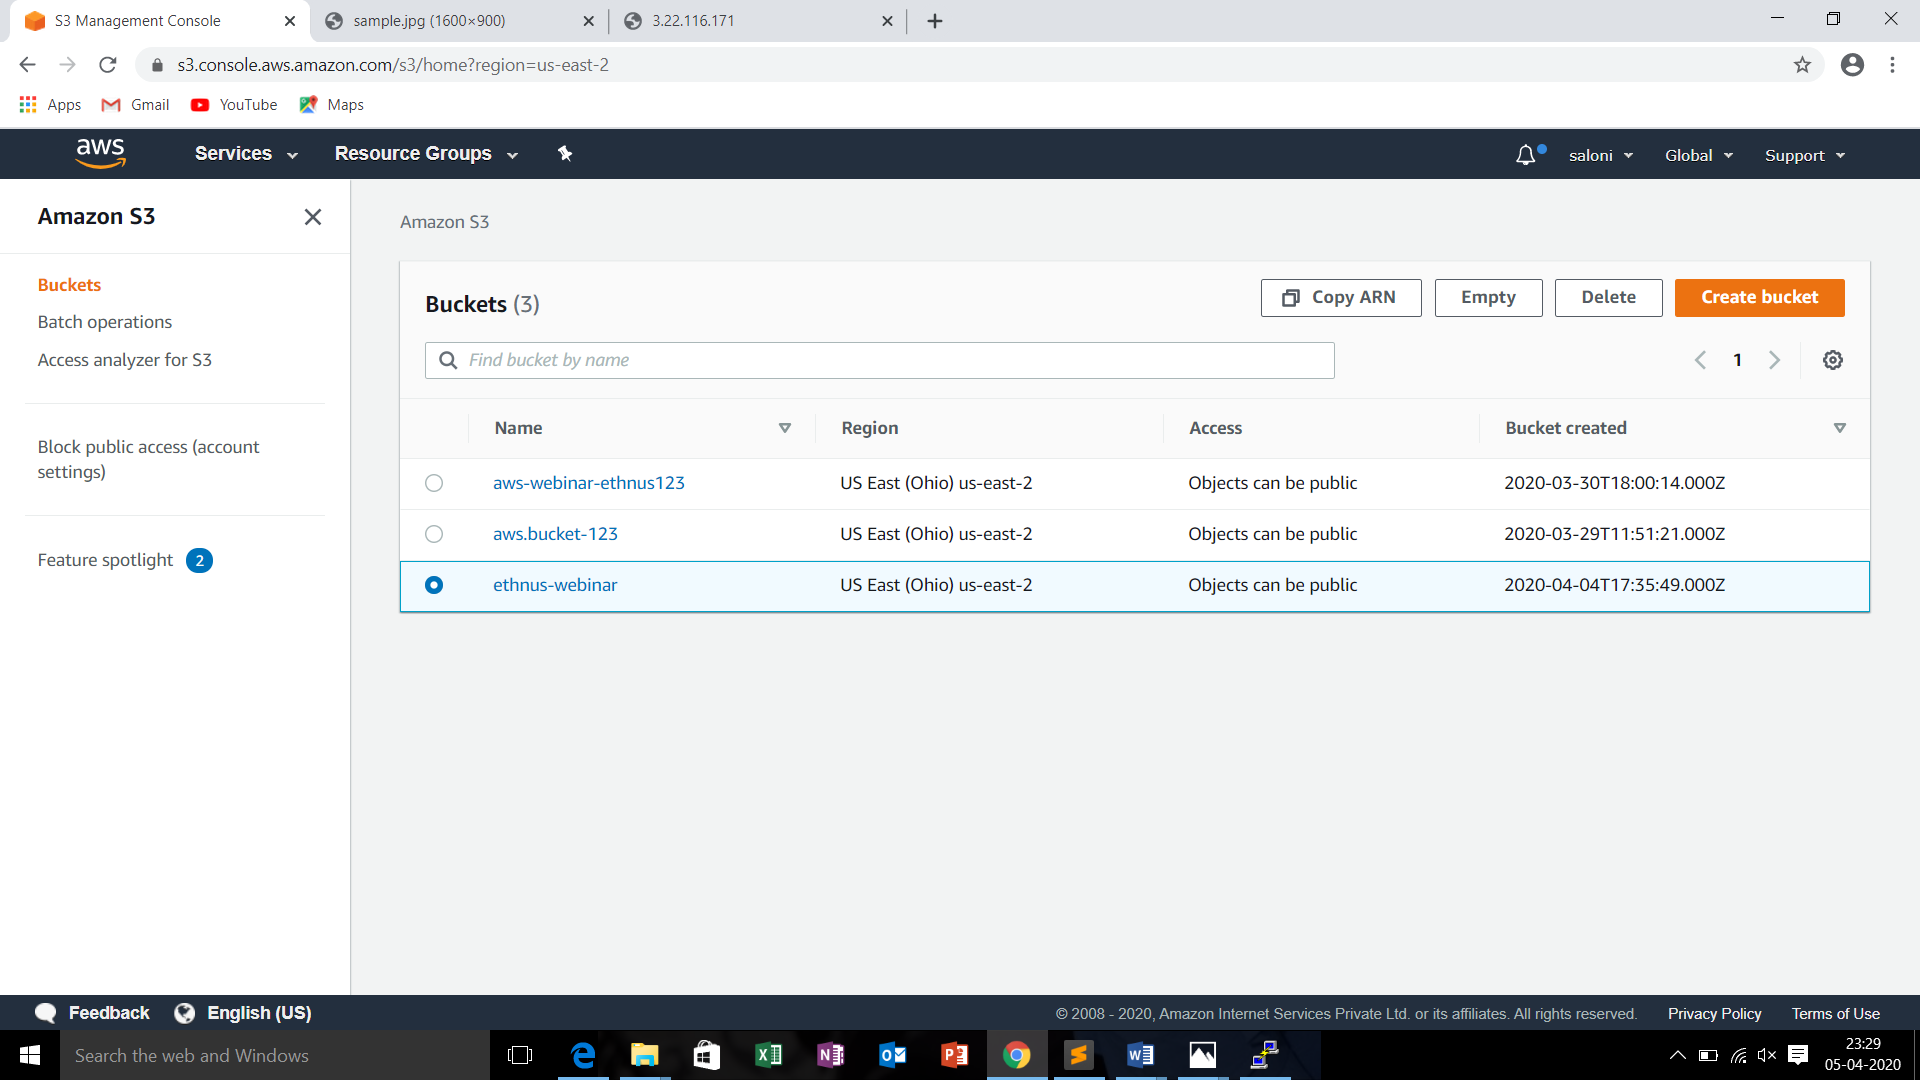 S3 Management Console
sample.jpg (1600×900)
3.22.116.171
s3.console.aws.amazon.com/s3/home?region=us-east-2
Apps
Gmail
YouTube
Maps
aws
Services
Resource Groups
saloni
Global
Support
Amazon S3
Buckets
Batch operations
Access analyzer for S3
Block public access (account
settings)
Feature spotlight 2
Amazon S3
Buckets (3)
Copy ARN
Empty
Delete
Create bucket
Find bucket by name
1
Name Region Access Bucket created
aws-webinar-ethnus123 US East (Ohio) us-east-2 Objects can be public 2020-03-30T18:00:14.000Z
aws.bucket-123 US East (Ohio) us-east-2 Objects can be public 2020-03-29T11:51:21.000Z
ethnus-webinar US East (Ohio) us-east-2 Objects can be public 2020-04-04T17:35:49.000Z
Feedback
English (US)
© 2008 - 2020, Amazon Internet Services Private Ltd. or its affiliates. All rights reserved.
Privacy Policy
Terms of Use
Search the web and Windows
23:29
05-04-2020